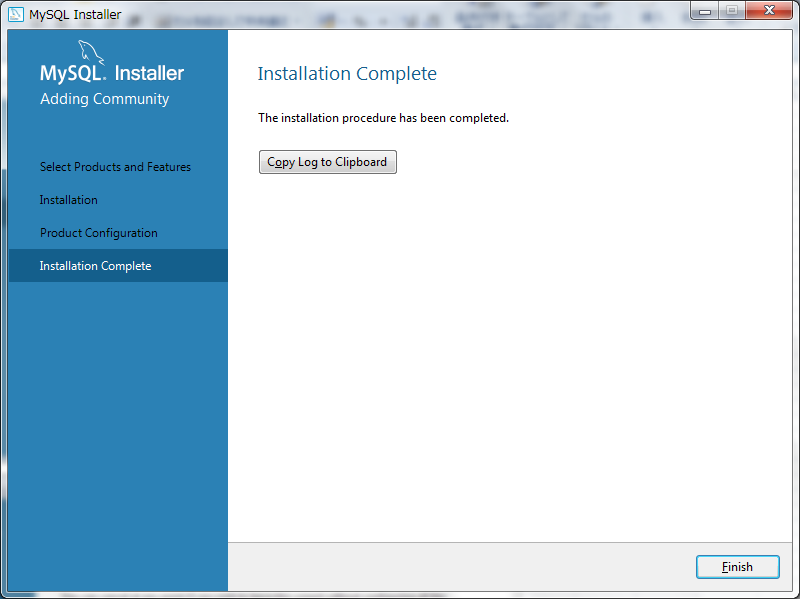 MySQL Installer
MySQL. Installer
Adding Community
Select Products and Features
Installation
Product Configuration
Installation Complete
Installation Complete
The installation procedure has been completed.
Copy Log to Clipboard
Finish